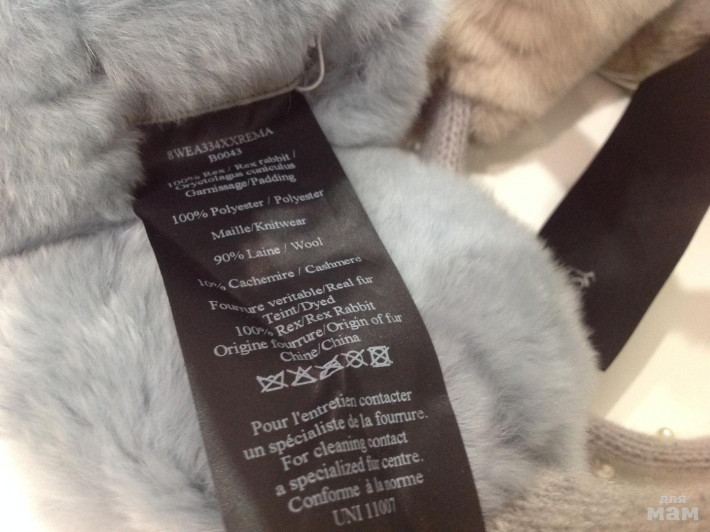 8WEA334XXREMA
B0043
100% Rex / Rex rabbit /
Oryctolagus cuniculus
Garnissage/Padding
100% Polyester / Polyester
Maille/Knitwear
90% Laine / Wool
10% Cachemire / Cashmere
Fourrure veritable/Real fur
Teint/Dyed
100% Rex/Rex Rabbit
Origine fourrure/Origin of fur
Chine/China
Pour l'entretien contacter
un spécialiste de la fourrure.
For cleaning contact
a specialized fur centre.
Conforme à la norme
UNI 11007
для
мам